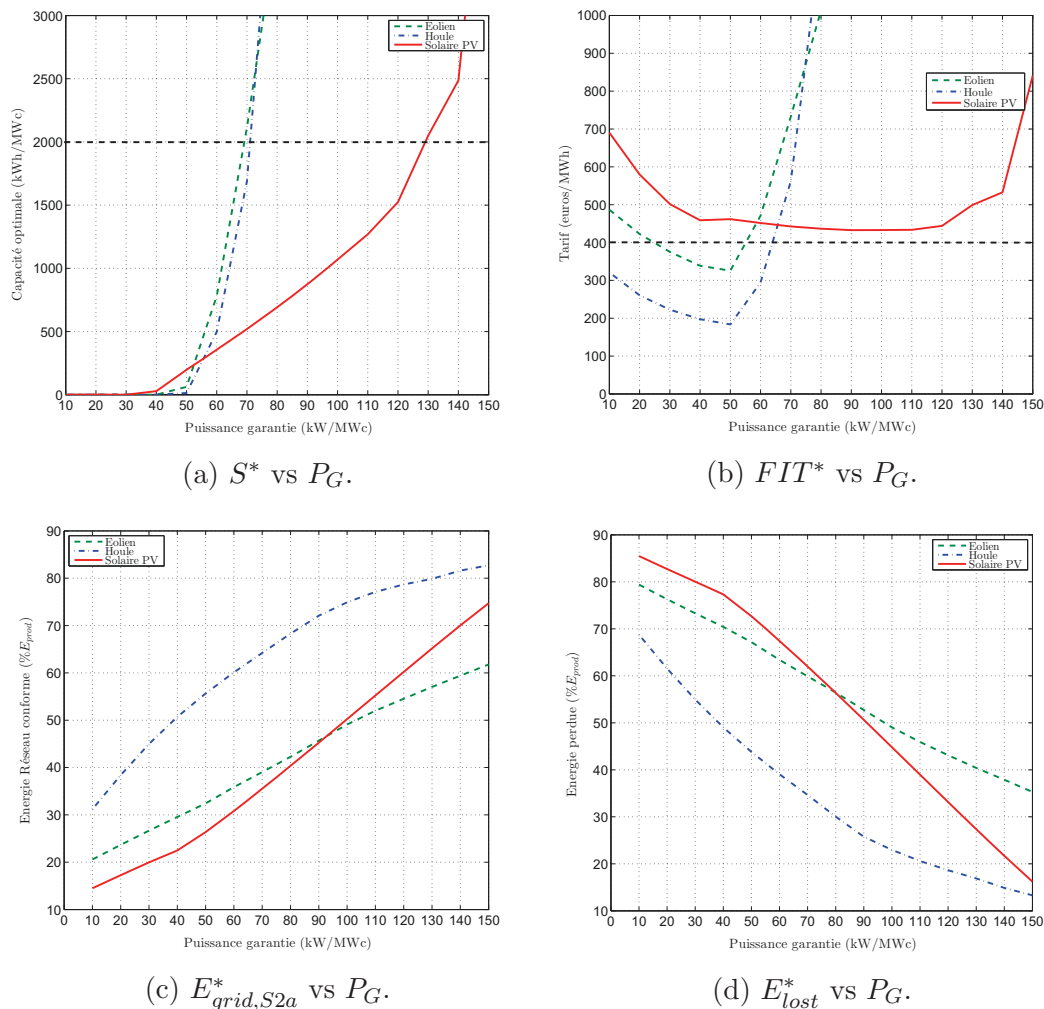 3000
2500
2000
1500
1000
500
0
Capacité optimale (kWh/MWc)
Eolien
Houle
Solaire PV
10 20 30 40 50 60 70 80 90 100 110 120 130 140 150
Puissance garantie (kW/MWc)
(a) S* vs P_G.
1000
900
800
700
600
500
400
300
200
100
0
Tarif (euros/MWh)
Eolien
Houle
Solaire PV
10 20 30 40 50 60 70 80 90 100 110 120 130 140 150
Puissance garantie (kW/MWc)
(b) FIT* vs P_G.
90
80
70
60
50
40
30
20
10
Energie Réseau conforme (%E_prod)
Eolien
Houle
Solaire PV
0 10 20 30 40 50 60 70 80 90 100 110 120 130 140 150
Puissance garantie (kW/MWc)
(c) E*_grid,S2a vs P_G.
90
80
70
60
50
40
30
20
10
Energie perdue (%E_prod)
Eolien
Houle
Solaire PV
0 10 20 30 40 50 60 70 80 90 100 110 120 130 140 150
Puissance garantie (kW/MWc)
(d) E*_lost vs P_G.